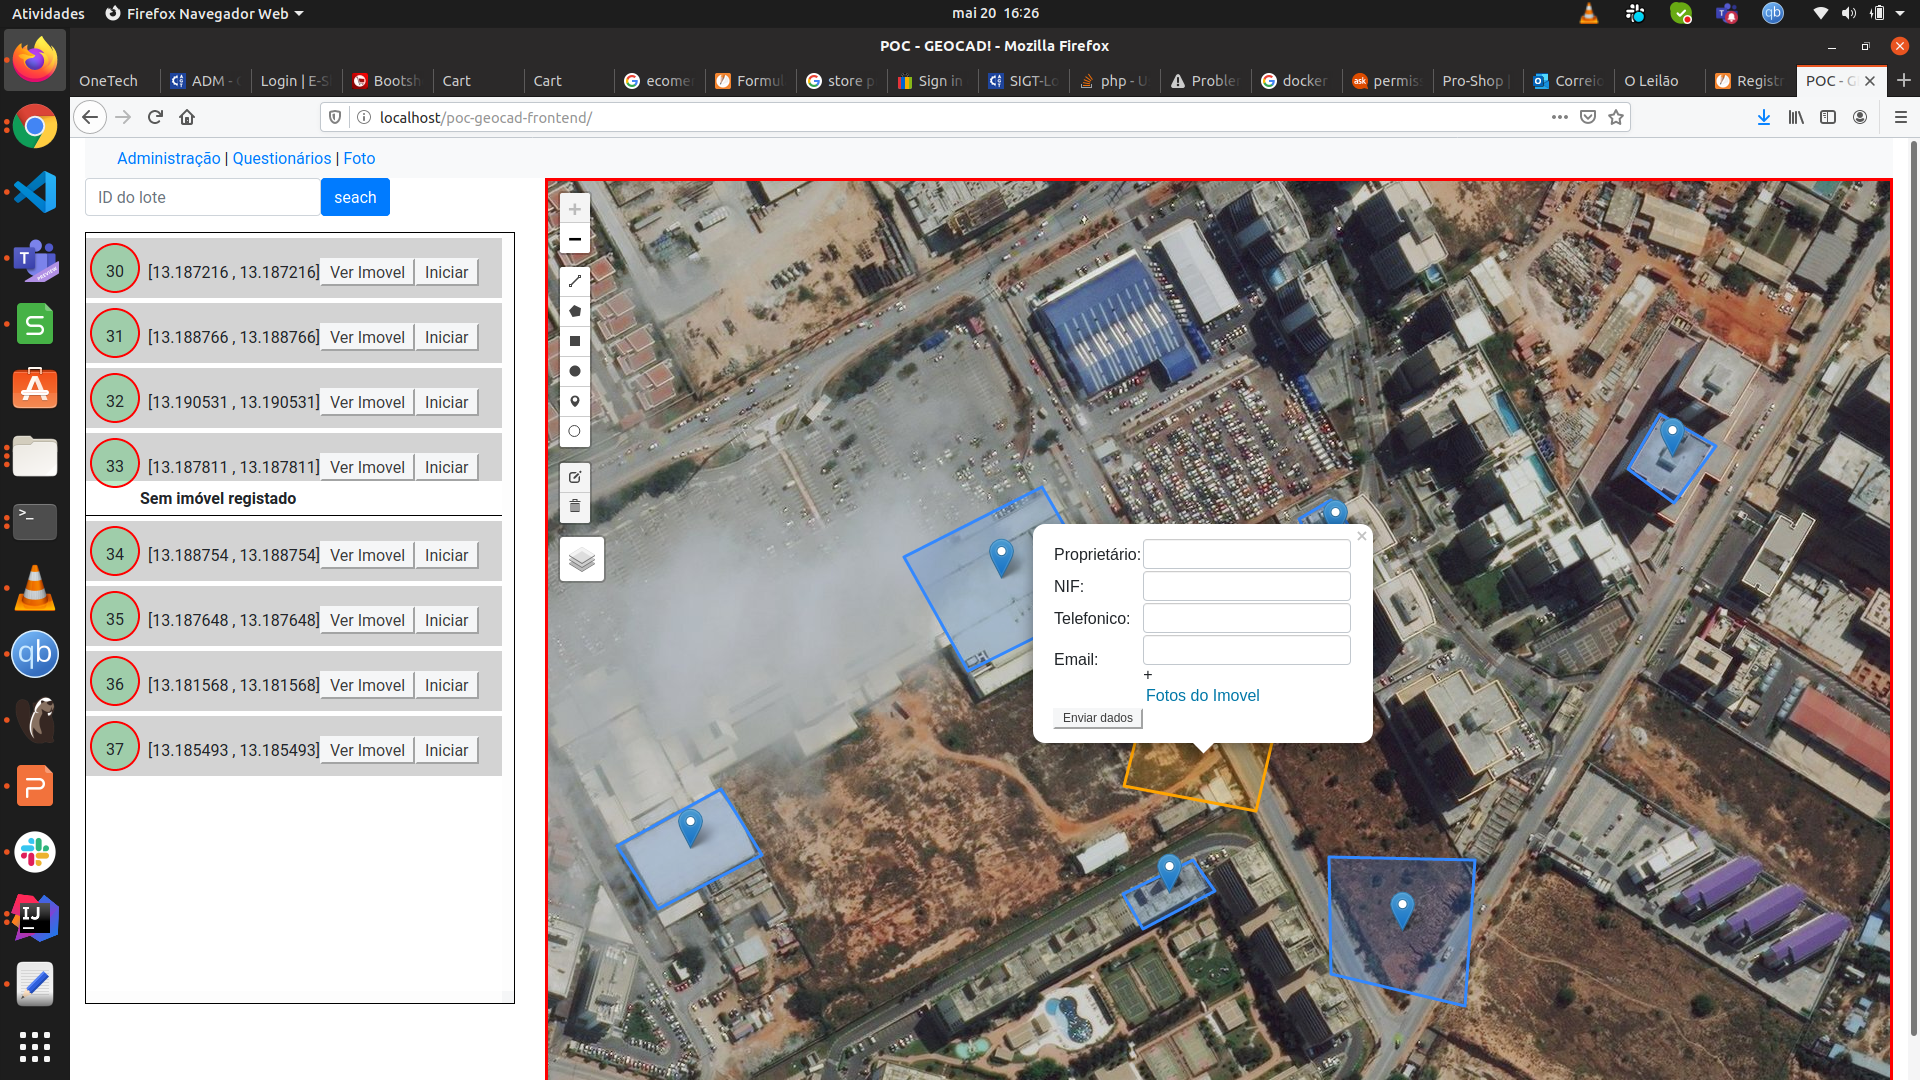 Atividades
Firefox Navegador Web
mai 20 16:26
POC - GEOCAD! - Mozilla Firefox
OneTech
ADM -
Login | E-S
Bootsh
Cart
Cart
ecome
Formul
store p
Sign in
SIGT-Lo
php - U
Probler
docker
permis
Pro-Shop |
Correio
O Leilão
Registr
POC - G
localhost/poc-geocad-frontend/
Administração | Questionários | Foto
ID do lote
seach
30 [13.187216 , 13.187216] Ver Imovel Iniciar
31 [13.188766 , 13.188766] Ver Imovel Iniciar
32 [13.190531 , 13.190531] Ver Imovel Iniciar
33 [13.187811 , 13.187811] Ver Imovel Iniciar
Sem imóvel registado
34 [13.188754 , 13.188754] Ver Imovel Iniciar
35 [13.187648 , 13.187648] Ver Imovel Iniciar
36 [13.181568 , 13.181568] Ver Imovel Iniciar
37 [13.185493 , 13.185493] Ver Imovel Iniciar
+
−
×
Proprietário:
NIF:
Telefonico:
Email:
+
Fotos do Imovel
Enviar dados